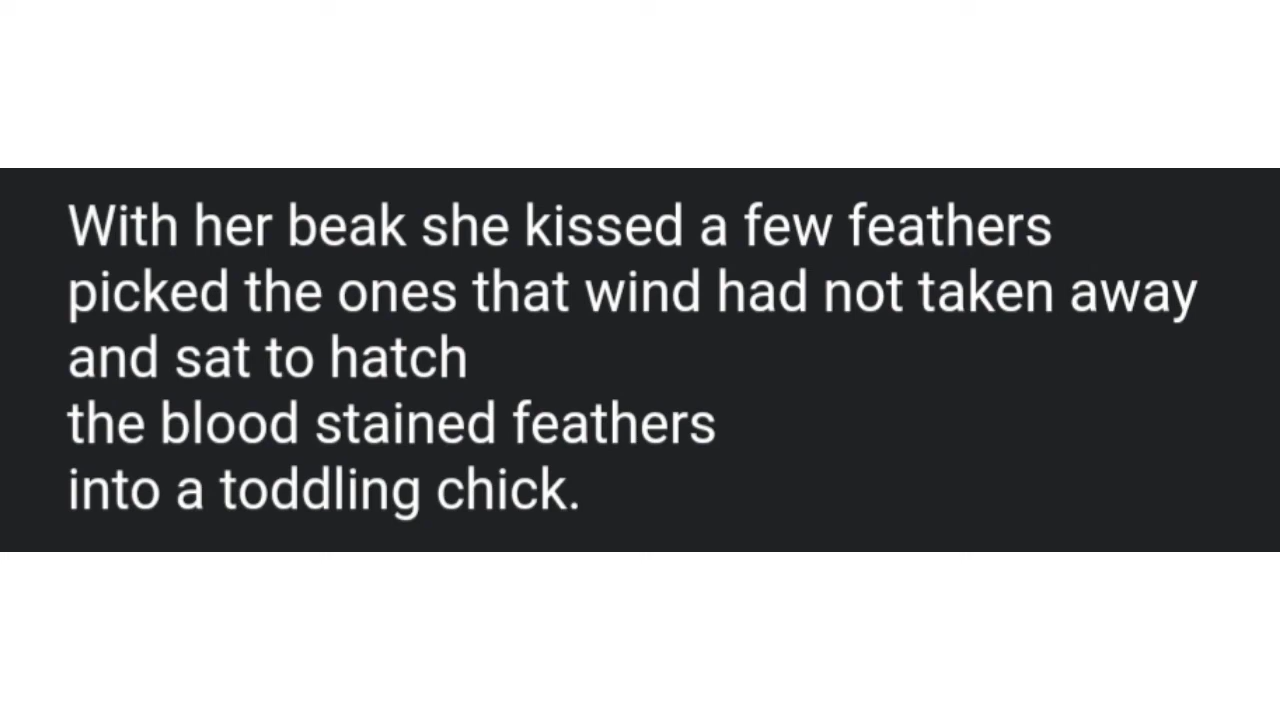 With her beak she kissed a few feathers
picked the ones that wind had not taken away
and sat to hatch
the blood stained feathers
into a toddling chick.